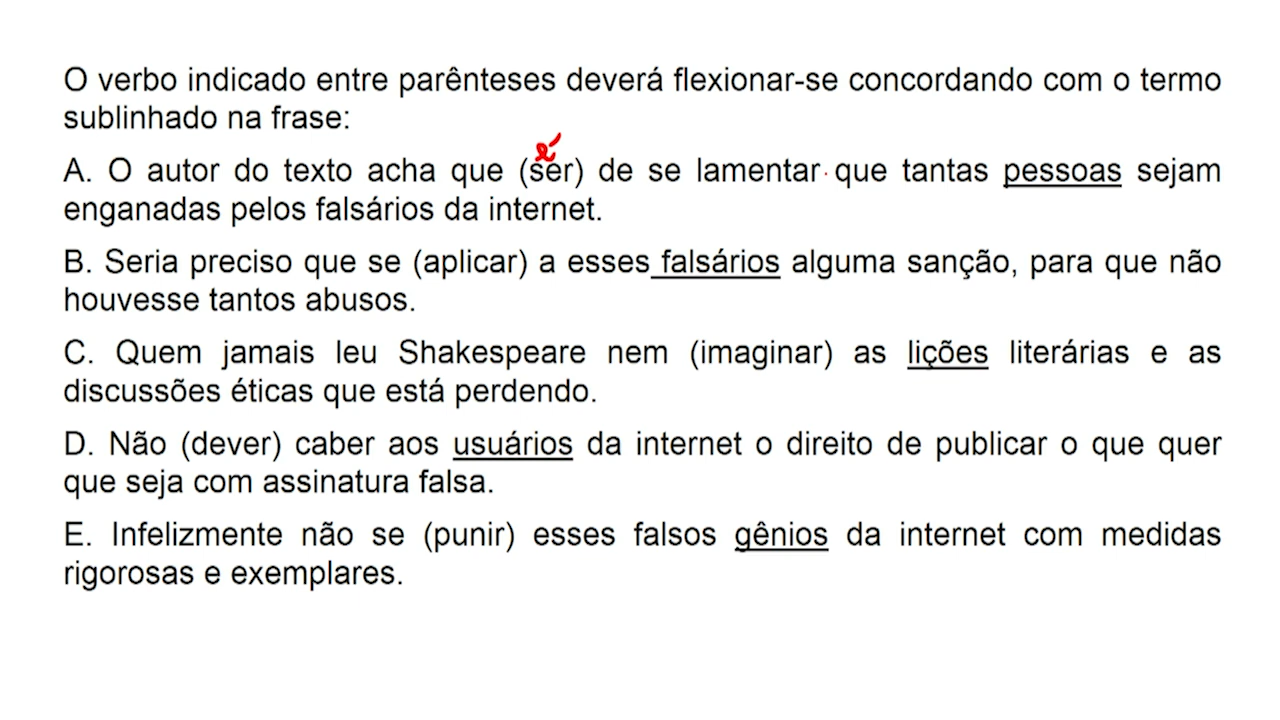 O verbo indicado entre parênteses deverá flexionar-se concordando com o termo
sublinhado na frase:
é
A. O autor do texto acha que (ser) de se lamentar que tantas pessoas sejam
enganadas pelos falsários da internet.
B. Seria preciso que se (aplicar) a esses falsários alguma sanção, para que não
houvesse tantos abusos.
C. Quem jamais leu Shakespeare nem (imaginar) as lições literárias e as
discussões éticas que está perdendo.
D. Não (dever) caber aos usuários da internet o direito de publicar o que quer
que seja com assinatura falsa.
E. Infelizmente não se (punir) esses falsos gênios da internet com medidas
rigorosas e exemplares.